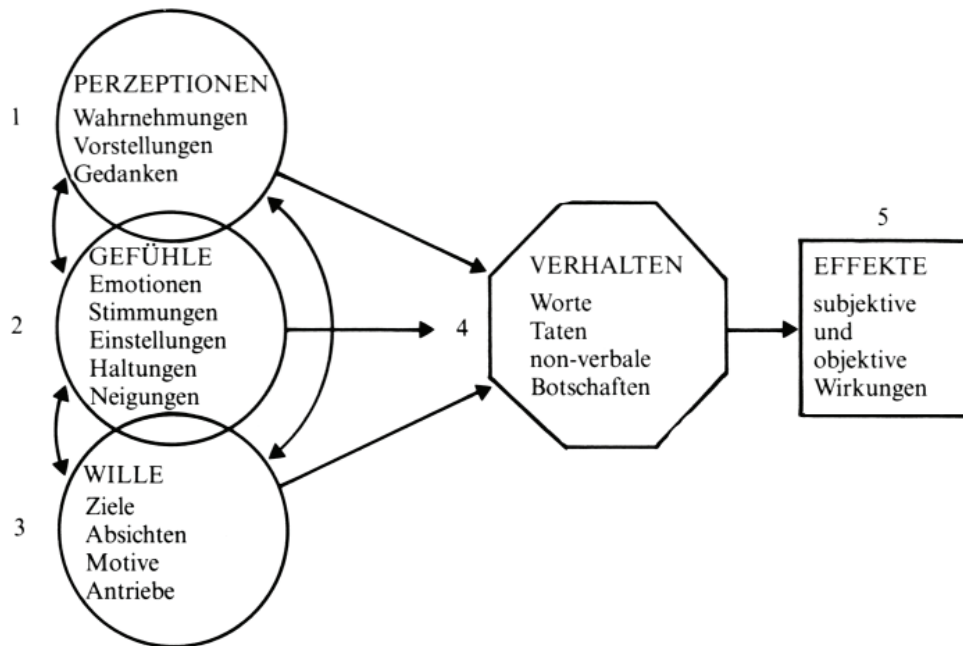 1
PERZEPTIONEN
Wahrnehmungen
Vorstellungen
Gedanken
2
GEFÜHLE
Emotionen
Stimmungen
Einstellungen
Haltungen
Neigungen
3
WILLE
Ziele
Absichten
Motive
Antriebe
4
VERHALTEN
Worte
Taten
non-verbale
Botschaften
5
EFFEKTE
subjektive
und
objektive
Wirkungen